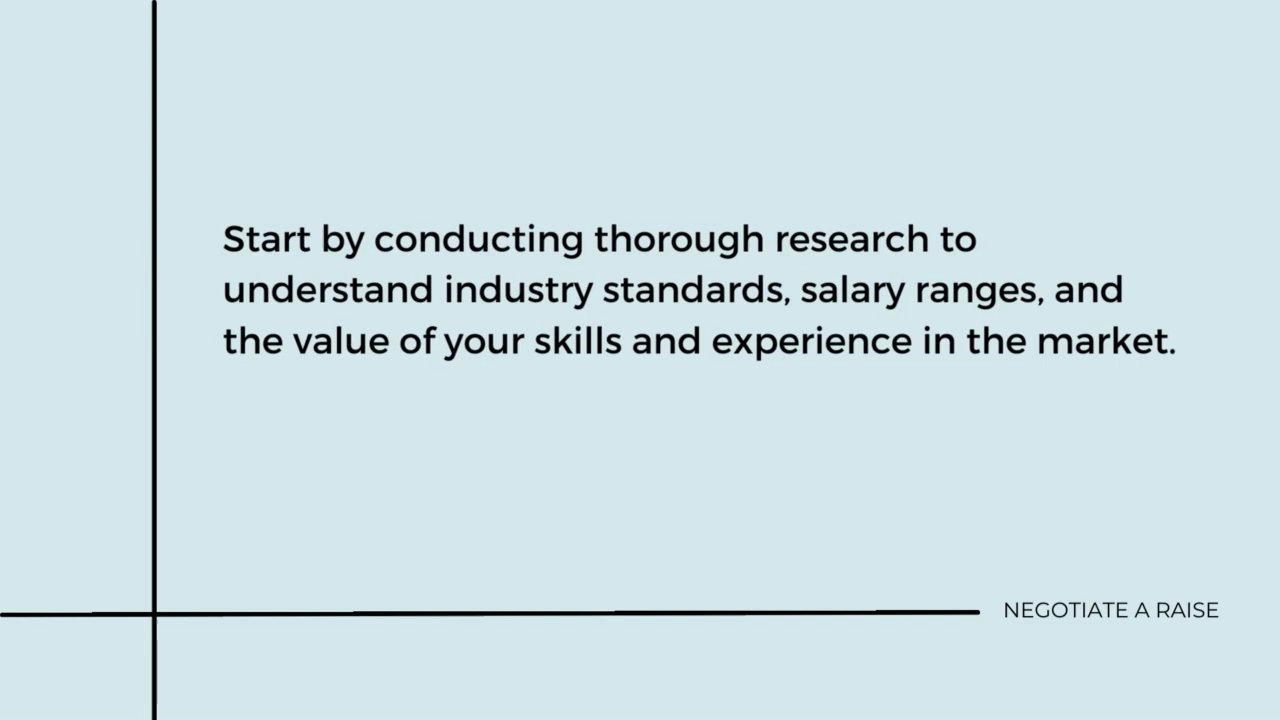 Start by conducting thorough research to
understand industry standards, salary ranges, and
the value of your skills and experience in the market.
NEGOTIATE A RAISE